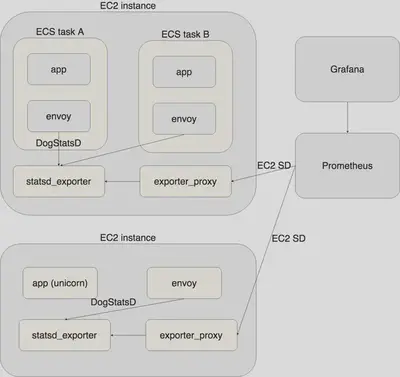 EC2 instance
ECS task A
ECS task B
app
app
envoy
envoy
DogStatsD
statsd_exporter
exporter_proxy
EC2 SD
Grafana
Prometheus
EC2 SD
EC2 instance
app (unicorn)
envoy
DogStatsD
statsd_exporter
exporter_proxy